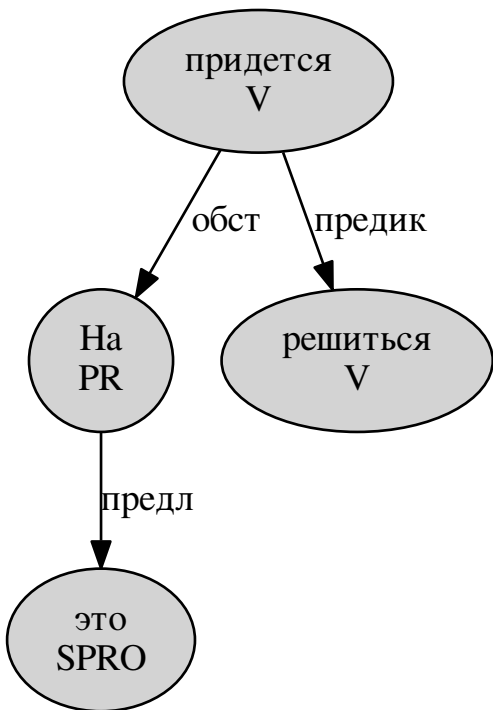 придется
V
обст
предик
На
PR
решиться
V
предл
это
SPRO